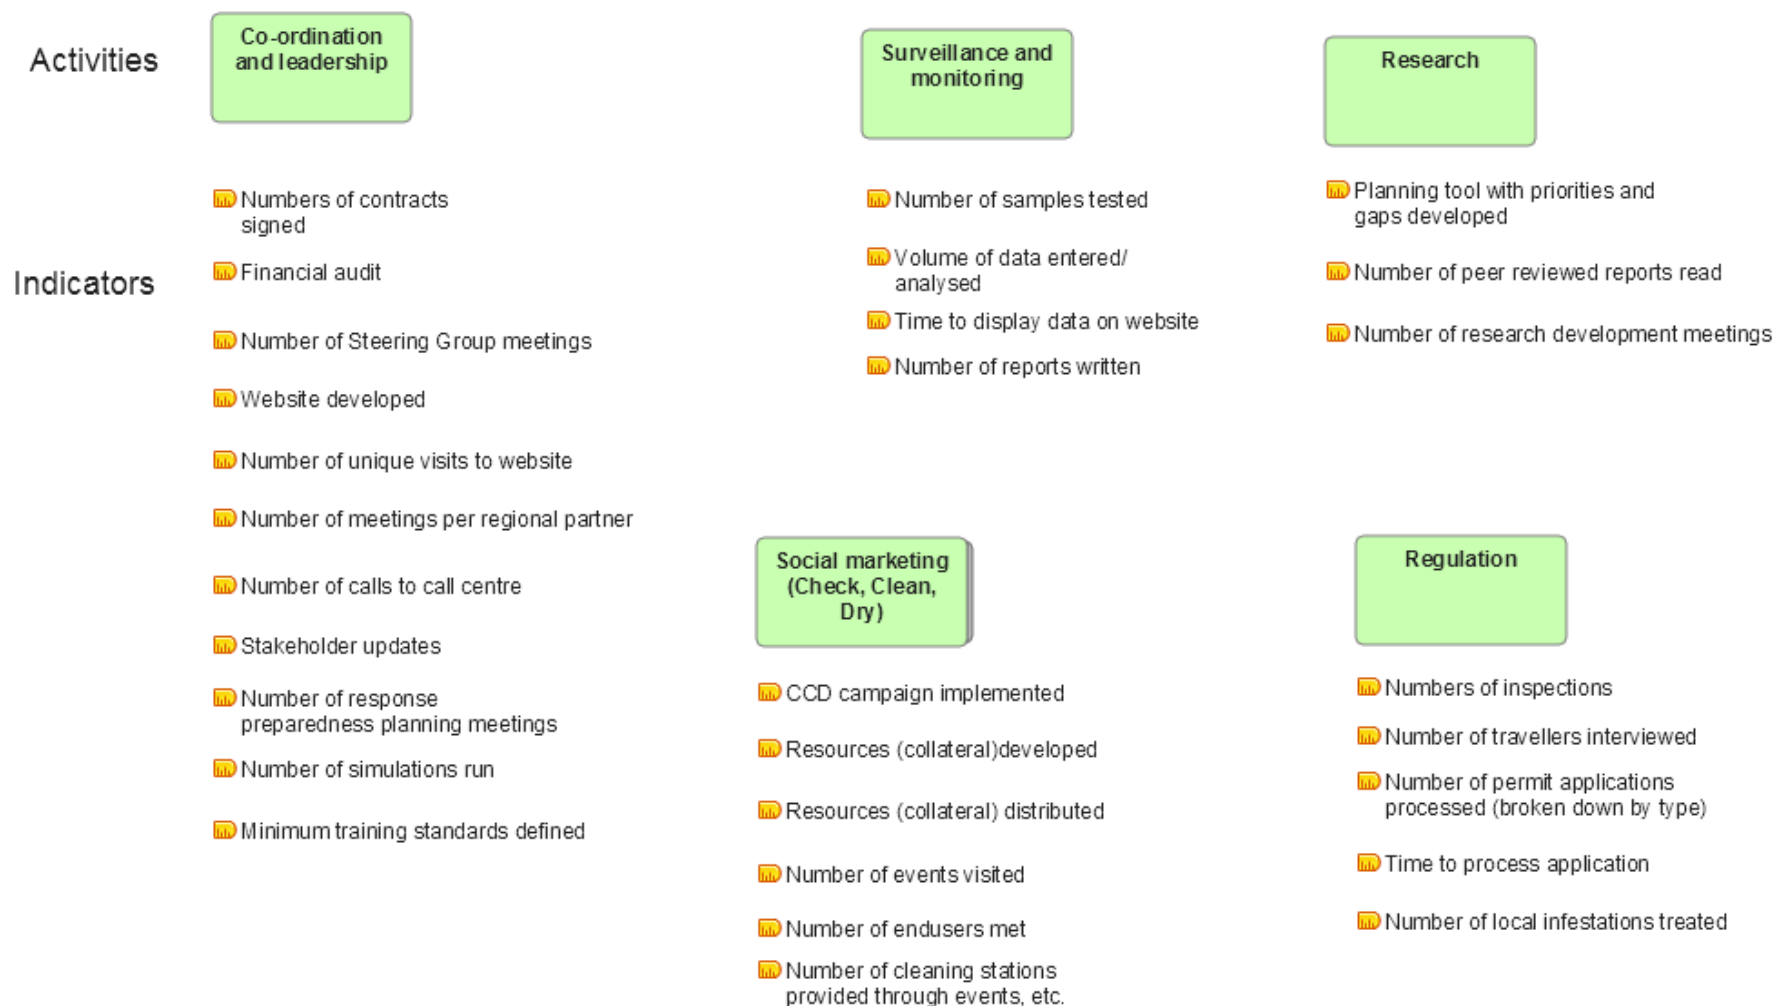 Activities
Co-ordination
and leadership
Surveillance and
monitoring
Research
Indicators
Numbers of contracts
signed
Financial audit
Number of Steering Group meetings
Website developed
Number of unique visits to website
Number of meetings per regional partner
Number of calls to call centre
Stakeholder updates
Number of response
preparedness planning meetings
Number of simulations run
Minimum training standards defined
Number of samples tested
Volume of data entered/
analysed
Time to display data on website
Number of reports written
Planning tool with priorities and
gaps developed
Number of peer reviewed reports read
Number of research development meetings
Social marketing
(Check, Clean,
Dry)
CCD campaign implemented
Resources (collateral)developed
Resources (collateral) distributed
Number of events visited
Number of endusers met
Number of cleaning stations
provided through events, etc.
Regulation
Numbers of inspections
Number of travellers interviewed
Number of permit applications
processed (broken down by type)
Time to process application
Number of local infestations treated